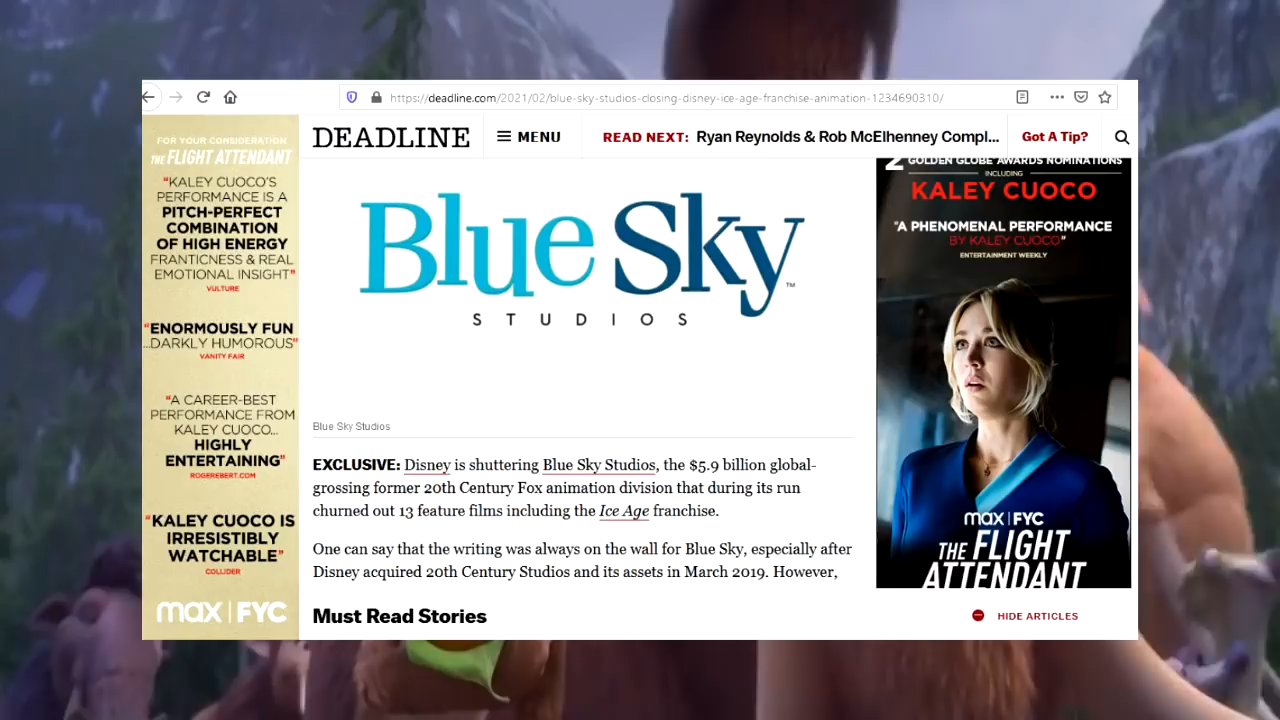 https://deadline.com/2021/02/blue-sky-studios-closing-disney-ice-age-franchise-animation-1234690310/
DEADLINE
MENU
READ NEXT: Ryan Reynolds & Rob McElhenney Compl...
Got A Tip?
FOR YOUR CONSIDERATION
THE FLIGHT ATTENDANT
"KALEY CUOCO'S
PERFORMANCE IS A
PITCH-PERFECT
COMBINATION
OF HIGH ENERGY
FRANTICNESS & REAL
EMOTIONAL INSIGHT"
VULTURE
"ENORMOUSLY FUN
...DARKLY HUMOROUS"
VANITY FAIR
"A CAREER-BEST
PERFORMANCE FROM
KALEY CUOCO...
HIGHLY
ENTERTAINING"
ROGEREBERT.COM
"KALEY CUOCO IS
IRRESISTIBLY
WATCHABLE"
COLLIDER
max | FYC
Blue Sky™
STUDIOS
Blue Sky Studios
EXCLUSIVE: Disney is shuttering Blue Sky Studios, the $5.9 billion global-
grossing former 20th Century Fox animation division that during its run
churned out 13 feature films including the Ice Age franchise.
One can say that the writing was always on the wall for Blue Sky, especially after
Disney acquired 20th Century Studios and its assets in March 2019. However,
Must Read Stories
HIDE ARTICLES
2 GOLDEN GLOBE AWARDS NOMINATIONS
INCLUDING
KALEY CUOCO
"A PHENOMENAL PERFORMANCE
BY KALEY CUOCO"
ENTERTAINMENT WEEKLY
max | FYC
THE FLIGHT
ATTENDANT